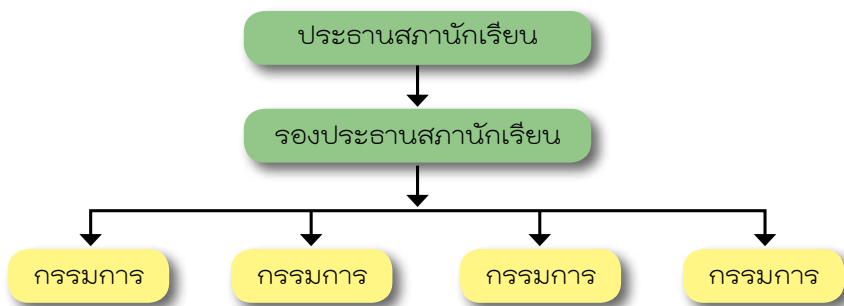 ประธานสภานักเรียน
รองประธานสภานักเรียน
กรรมการ
กรรมการ
กรรมการ
กรรมการ